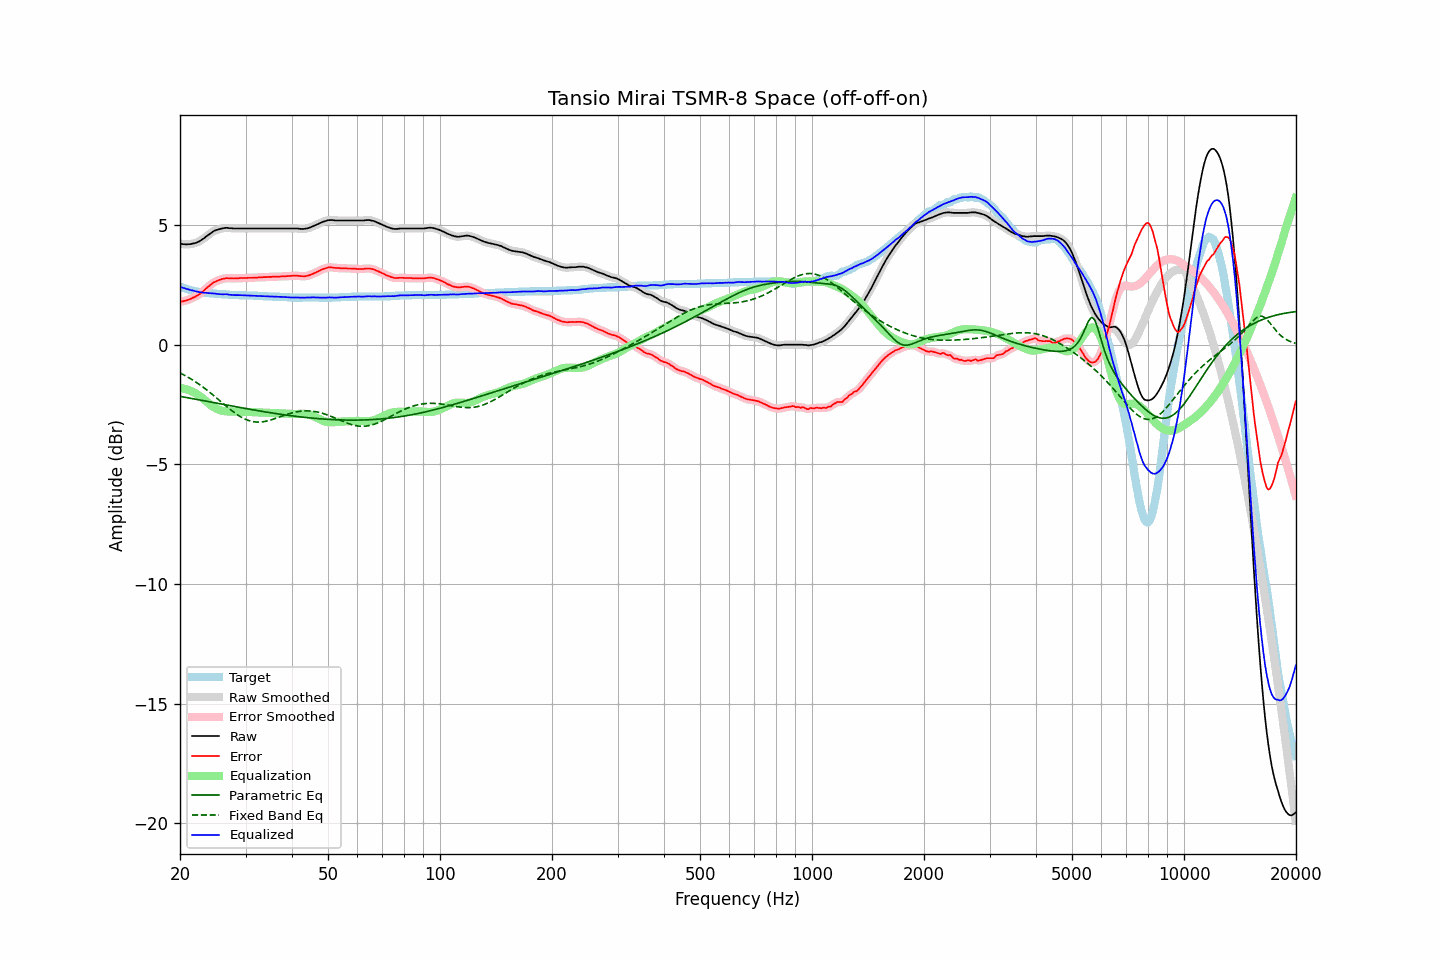 Tansio Mirai TSMR-8 Space (off-off-on)
Amplitude (dBr)
5
0
−5
−10
−15
−20
Target
Raw Smoothed
Error Smoothed
Raw
Error
Equalization
Parametric Eq
Fixed Band Eq
Equalized
20 50 100 200 500 1000 2000 5000 10000 20000
Frequency (Hz)